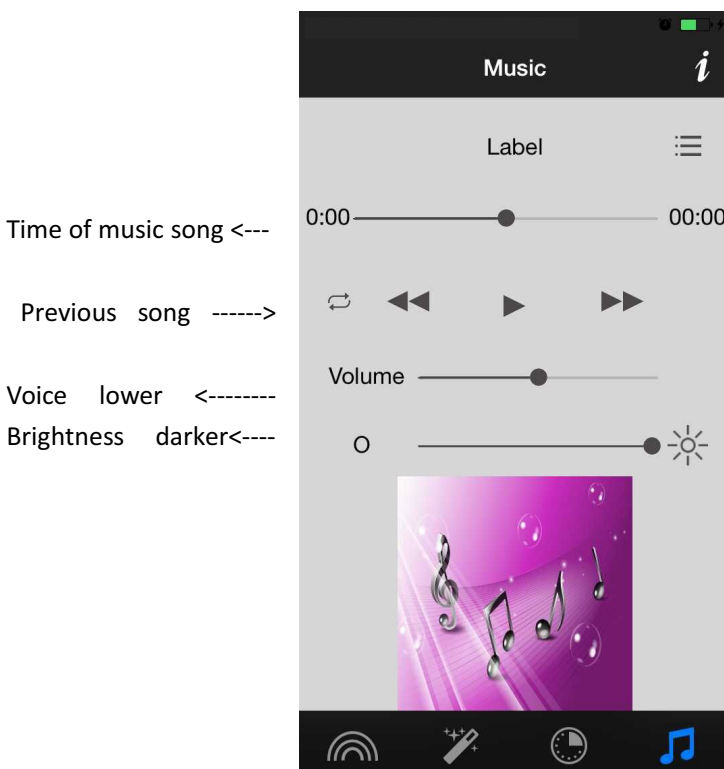 Music i
Label
Time of music song <---
0:00 00:00
Previous song ------>
Volume
Voice lower <--------
Brightness darker<----
O